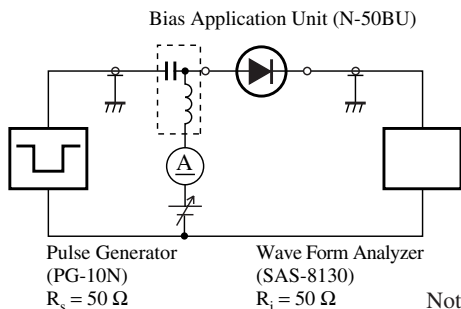 Bias Application Unit (N-50BU)
A
Pulse Generator
(PG-10N)
Rs = 50 Ω
Wave Form Analyzer
(SAS-8130)
Ri = 50 Ω
Not